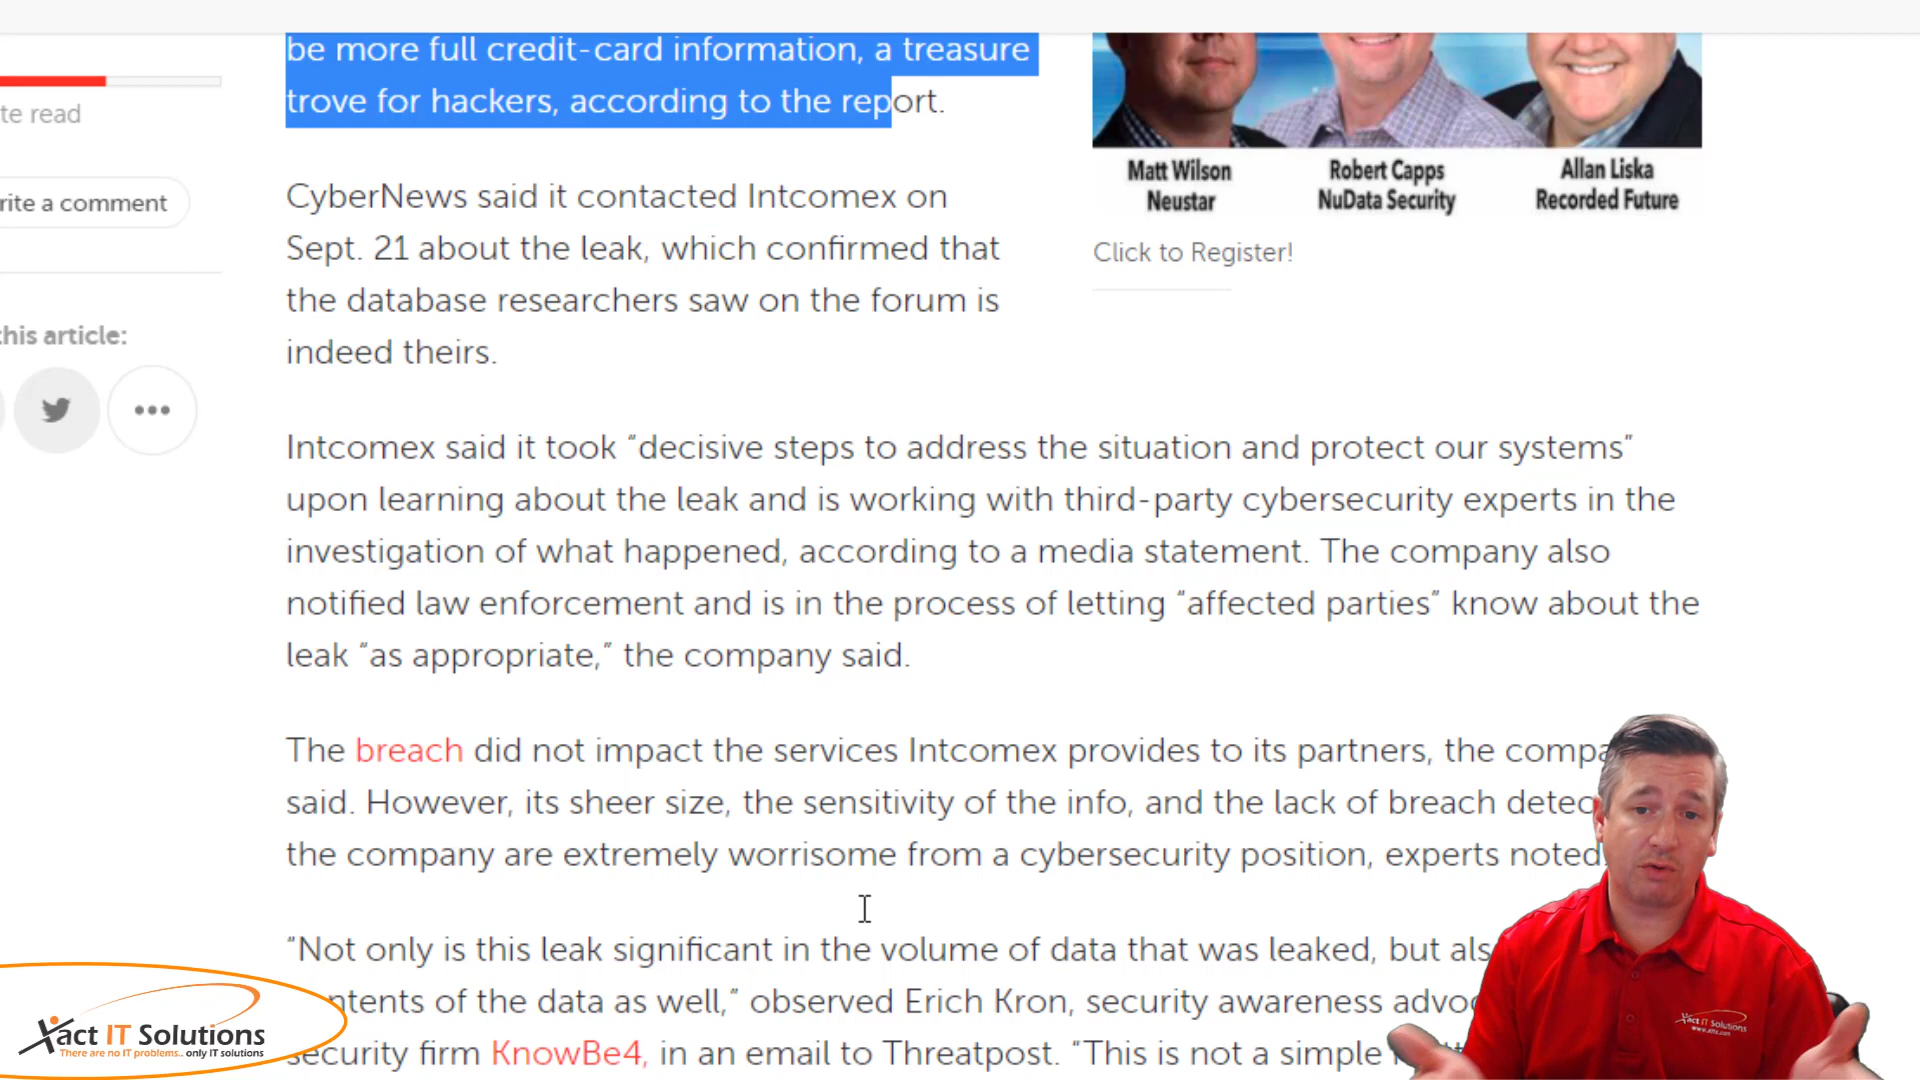 be more full credit-card information, a treasure
trove for hackers, according to the report.
te read
rite a comment
this article:
CyberNews said it contacted Intcomex on
Sept. 21 about the leak, which confirmed that
the database researchers saw on the forum is
indeed theirs.
Matt Wilson
Neustar
Robert Capps
NuData Security
Allan Liska
Recorded Future
Click to Register!
Intcomex said it took “decisive steps to address the situation and protect our systems”
upon learning about the leak and is working with third-party cybersecurity experts in the
investigation of what happened, according to a media statement. The company also
notified law enforcement and is in the process of letting “affected parties” know about the
leak “as appropriate,” the company said.
The breach did not impact the services Intcomex provides to its partners, the compa
said. However, its sheer size, the sensitivity of the info, and the lack of breach detec
the company are extremely worrisome from a cybersecurity position, experts noted.
“Not only is this leak significant in the volume of data that was leaked, but als
ntents of the data as well,” observed Erich Kron, security awareness advoc
security firm KnowBe4, in an email to Threatpost. “This is not a simple
Xact IT Solutions
There are no IT problems.. only IT solutions
Xact IT Solutions